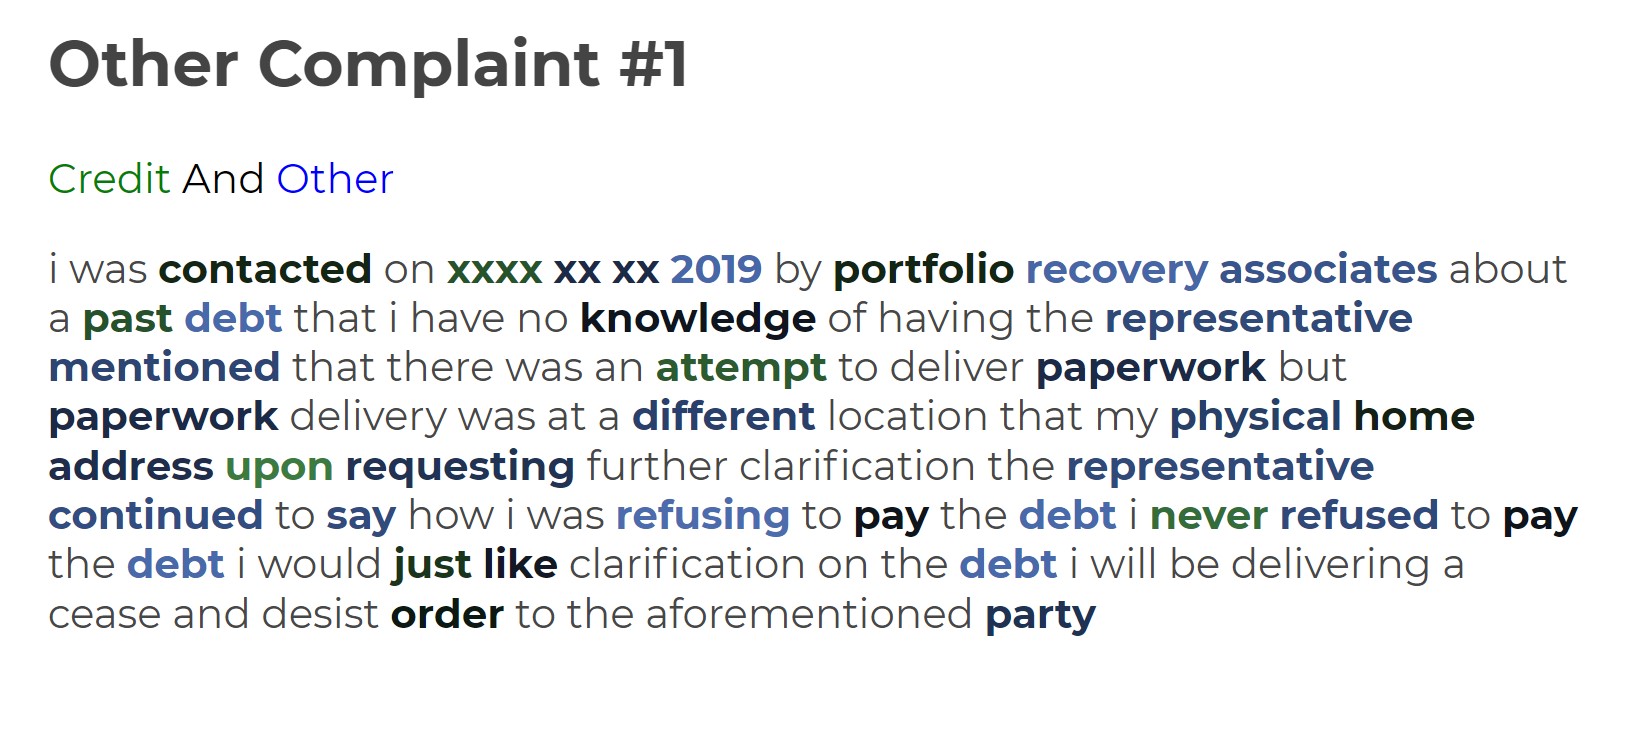 Other Complaint #1
Credit And Other
i was contacted on xxxx xx xx 2019 by portfolio recovery associates about
a past debt that i have no knowledge of having the representative
mentioned that there was an attempt to deliver paperwork but
paperwork delivery was at a different location that my physical home
address upon requesting further clarification the representative
continued to say how i was refusing to pay the debt i never refused to pay
the debt i would just like clarification on the debt i will be delivering a
cease and desist order to the aforementioned party